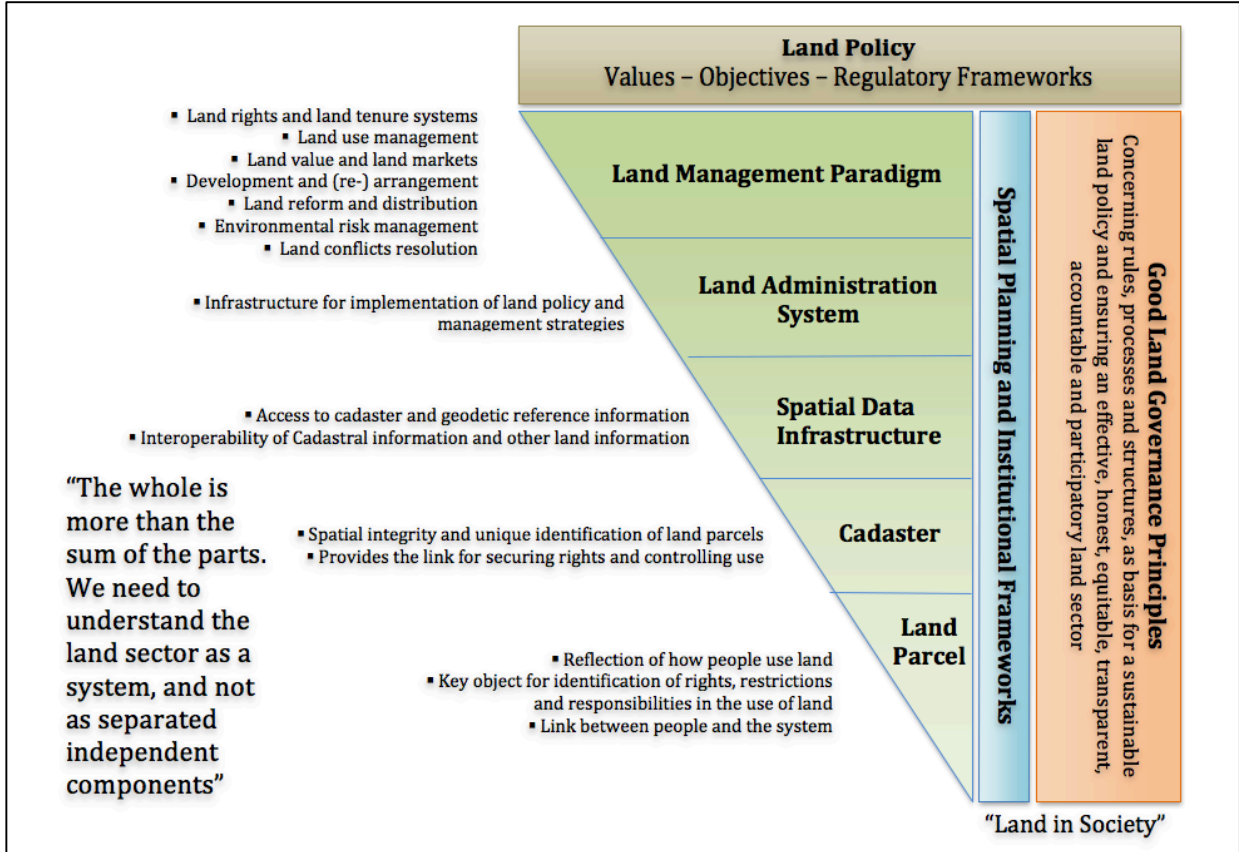 Land Policy
Values – Objectives – Regulatory Frameworks
▪ Land rights and land tenure systems
▪ Land use management
▪ Land value and land markets
▪ Development and (re-) arrangement
▪ Land reform and distribution
▪ Environmental risk management
▪ Land conflicts resolution
Land Management Paradigm
▪ Infrastructure for implementation of land policy and
management strategies
Land Administration
System
▪ Access to cadaster and geodetic reference information
▪ Interoperability of Cadastral information and other land information
Spatial Data
Infrastructure
▪ Spatial integrity and unique identification of land parcels
▪ Provides the link for securing rights and controlling use
Cadaster
▪ Reflection of how people use land
▪ Key object for identification of rights, restrictions
and responsibilities in the use of land
▪ Link between people and the system
Land
Parcel
“The whole is
more than the
sum of the parts.
We need to
understand the
land sector as a
system, and not
as separated
independent
components”
Spatial Planning and Institutional Frameworks
Good Land Governance Principles
Concerning rules, processes and structures, as basis for a sustainable
land policy and ensuring an effective, honest, equitable, transparent,
accountable and participatory land sector
“Land in Society”